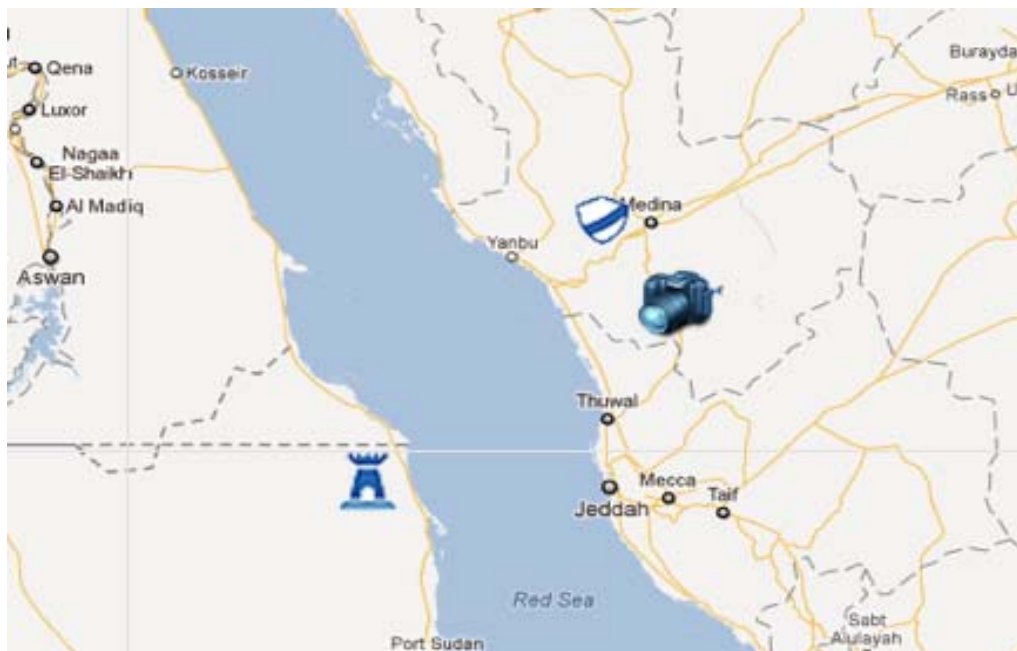 Qena
Kosseir
Burayda
Rass
U
Luxor
Nagaa
El-Shaikh
Al Madiq
Medina
Yanbu
Aswan
Thuwal
Mecca
Taif
Jeddah
Red Sea
Sabt
Alulayah
Port Sudan